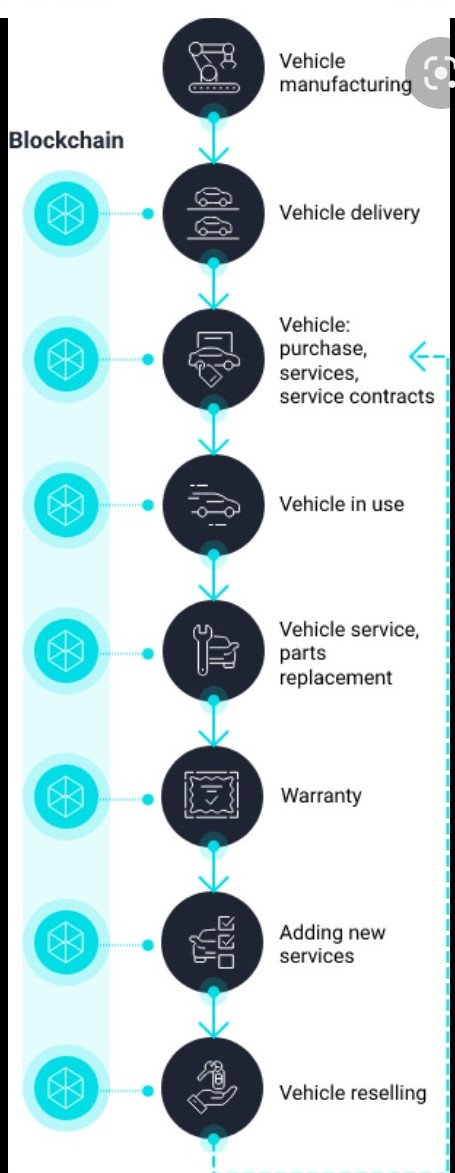 Vehicle
manufacturing
Blockchain
Vehicle delivery
Vehicle:
purchase,
services,
service contracts
Vehicle in use
Vehicle service,
parts
replacement
Warranty
Adding new
services
Vehicle reselling